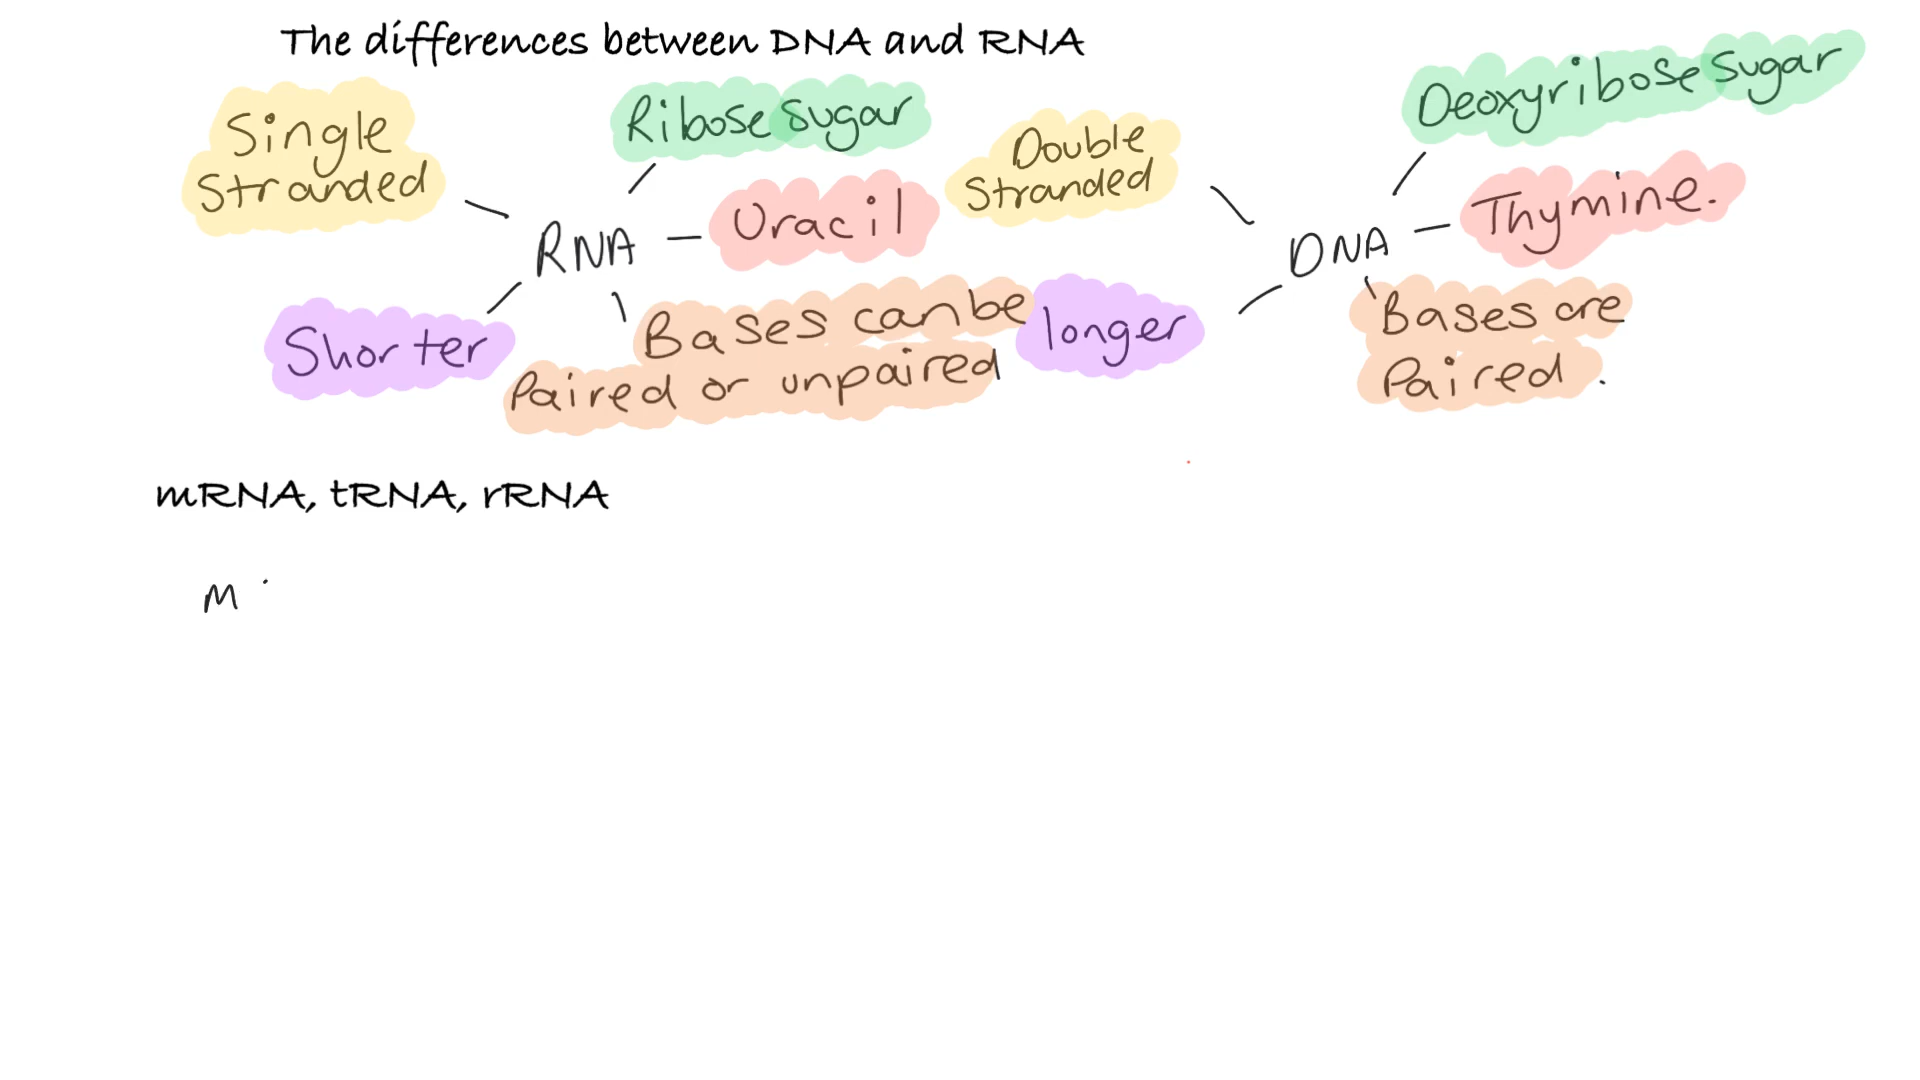 The differences between DNA and RNA
Single
Stranded
Ribose sugar
Uracil
RNA
Shorter
Bases can be
Paired or unpaired
Double
Stranded
Deoxyribose sugar
Thymine.
DNA
longer
Bases are
Paired.
mRNA, tRNA, rRNA
M